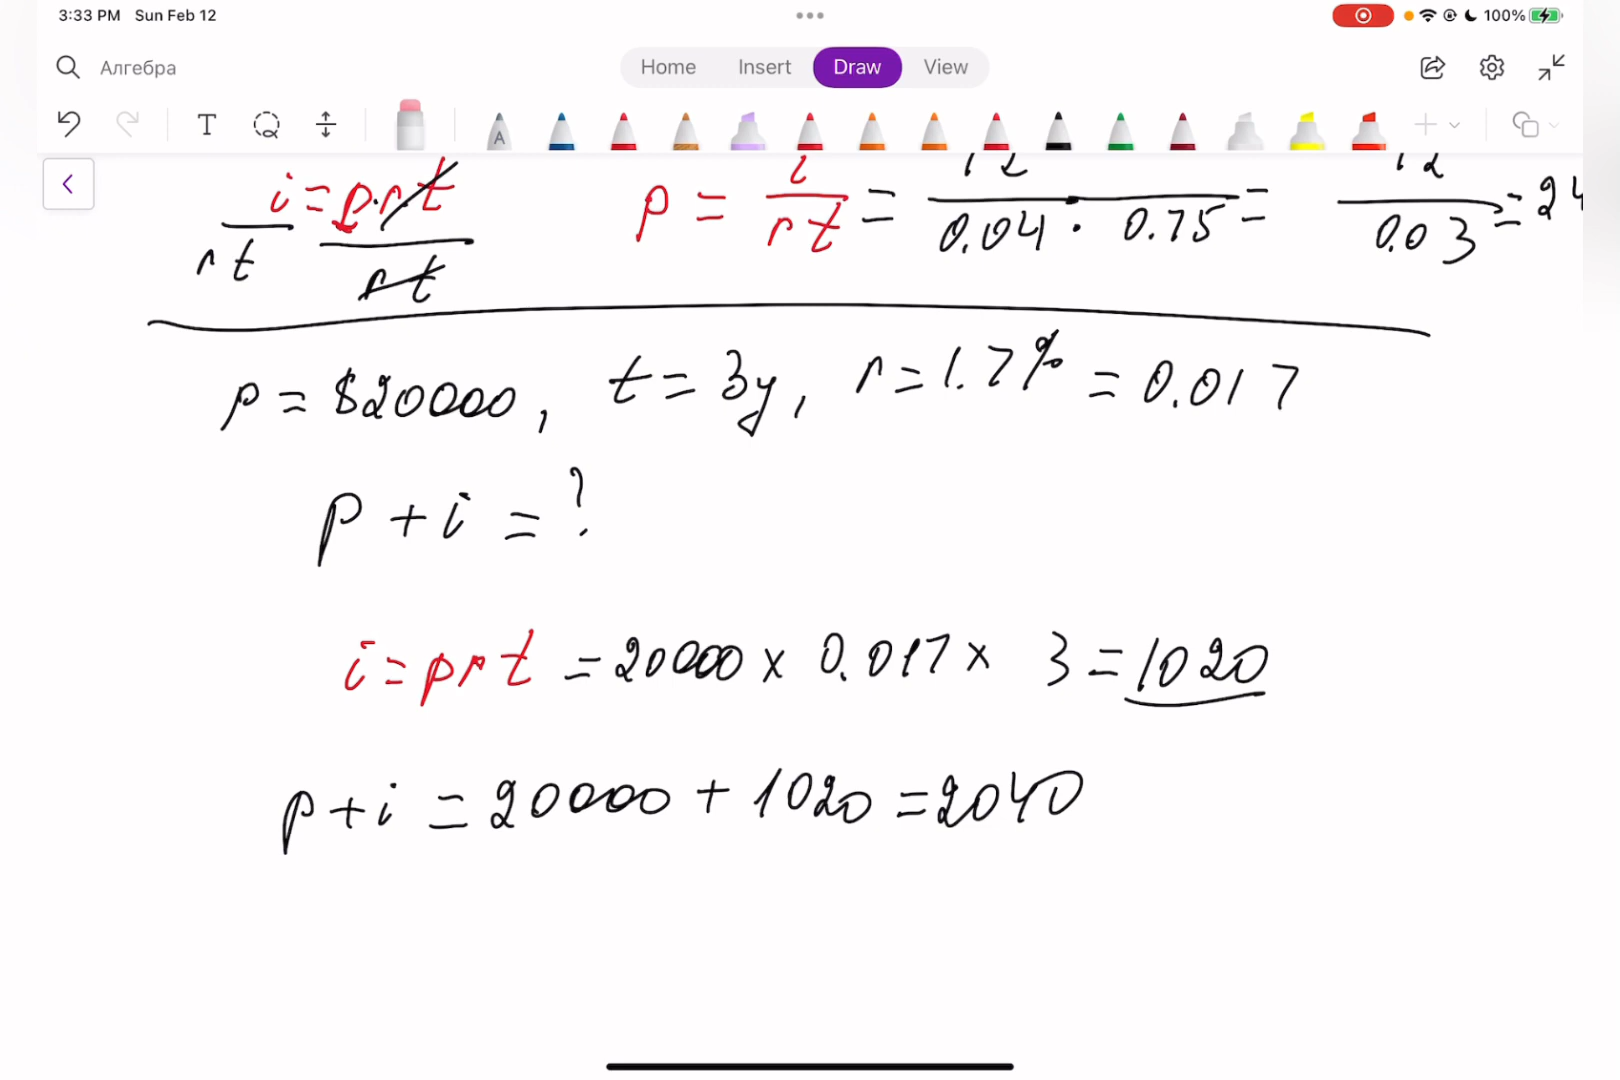 3:33 PM Sun Feb 12 100%
Алгебра Home Insert Draw View
T A
i = p·r·t p = i = 12 = 12 = 24
rt rt rt 0.04 · 0.75 0.03
p = $20000, t = 3y, r = 1.7% = 0.017
p + i = ?
i = prt = 20000 x 0.017 x 3 = 1020
p + i = 20000 + 1020 = 2040